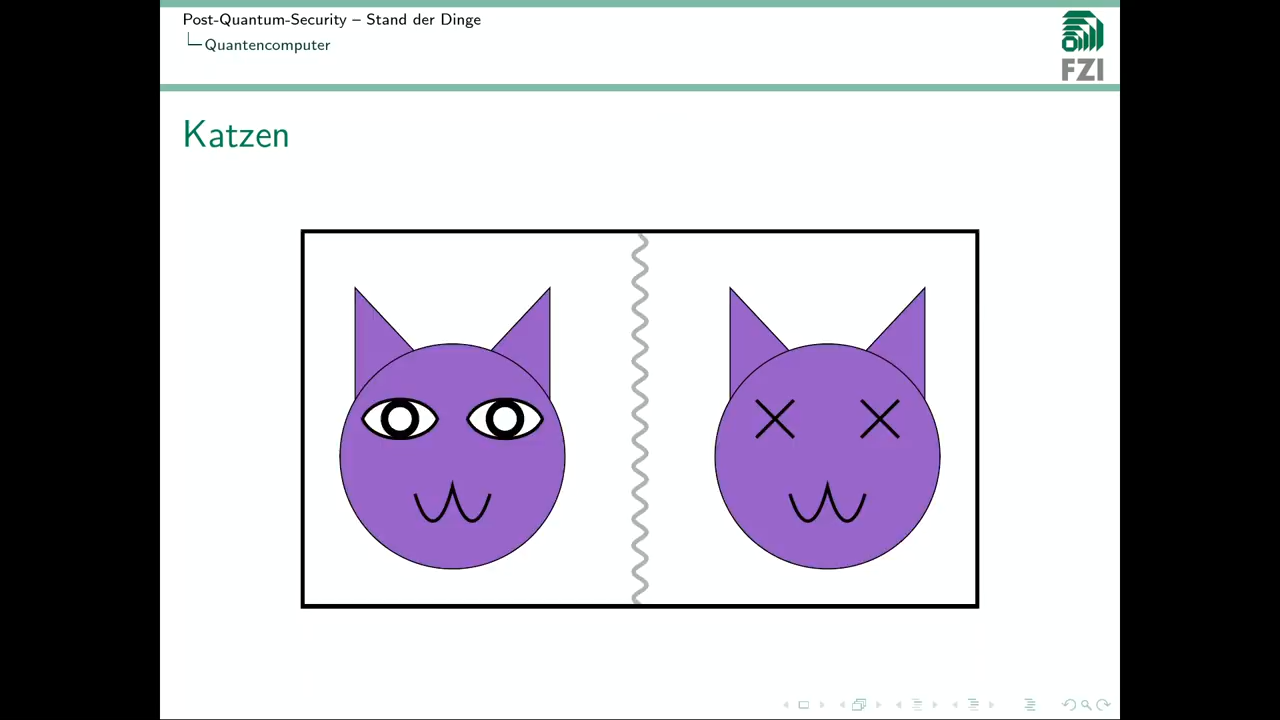 Post-Quantum-Security – Stand der Dinge
Quantencomputer
FZI
Katzen